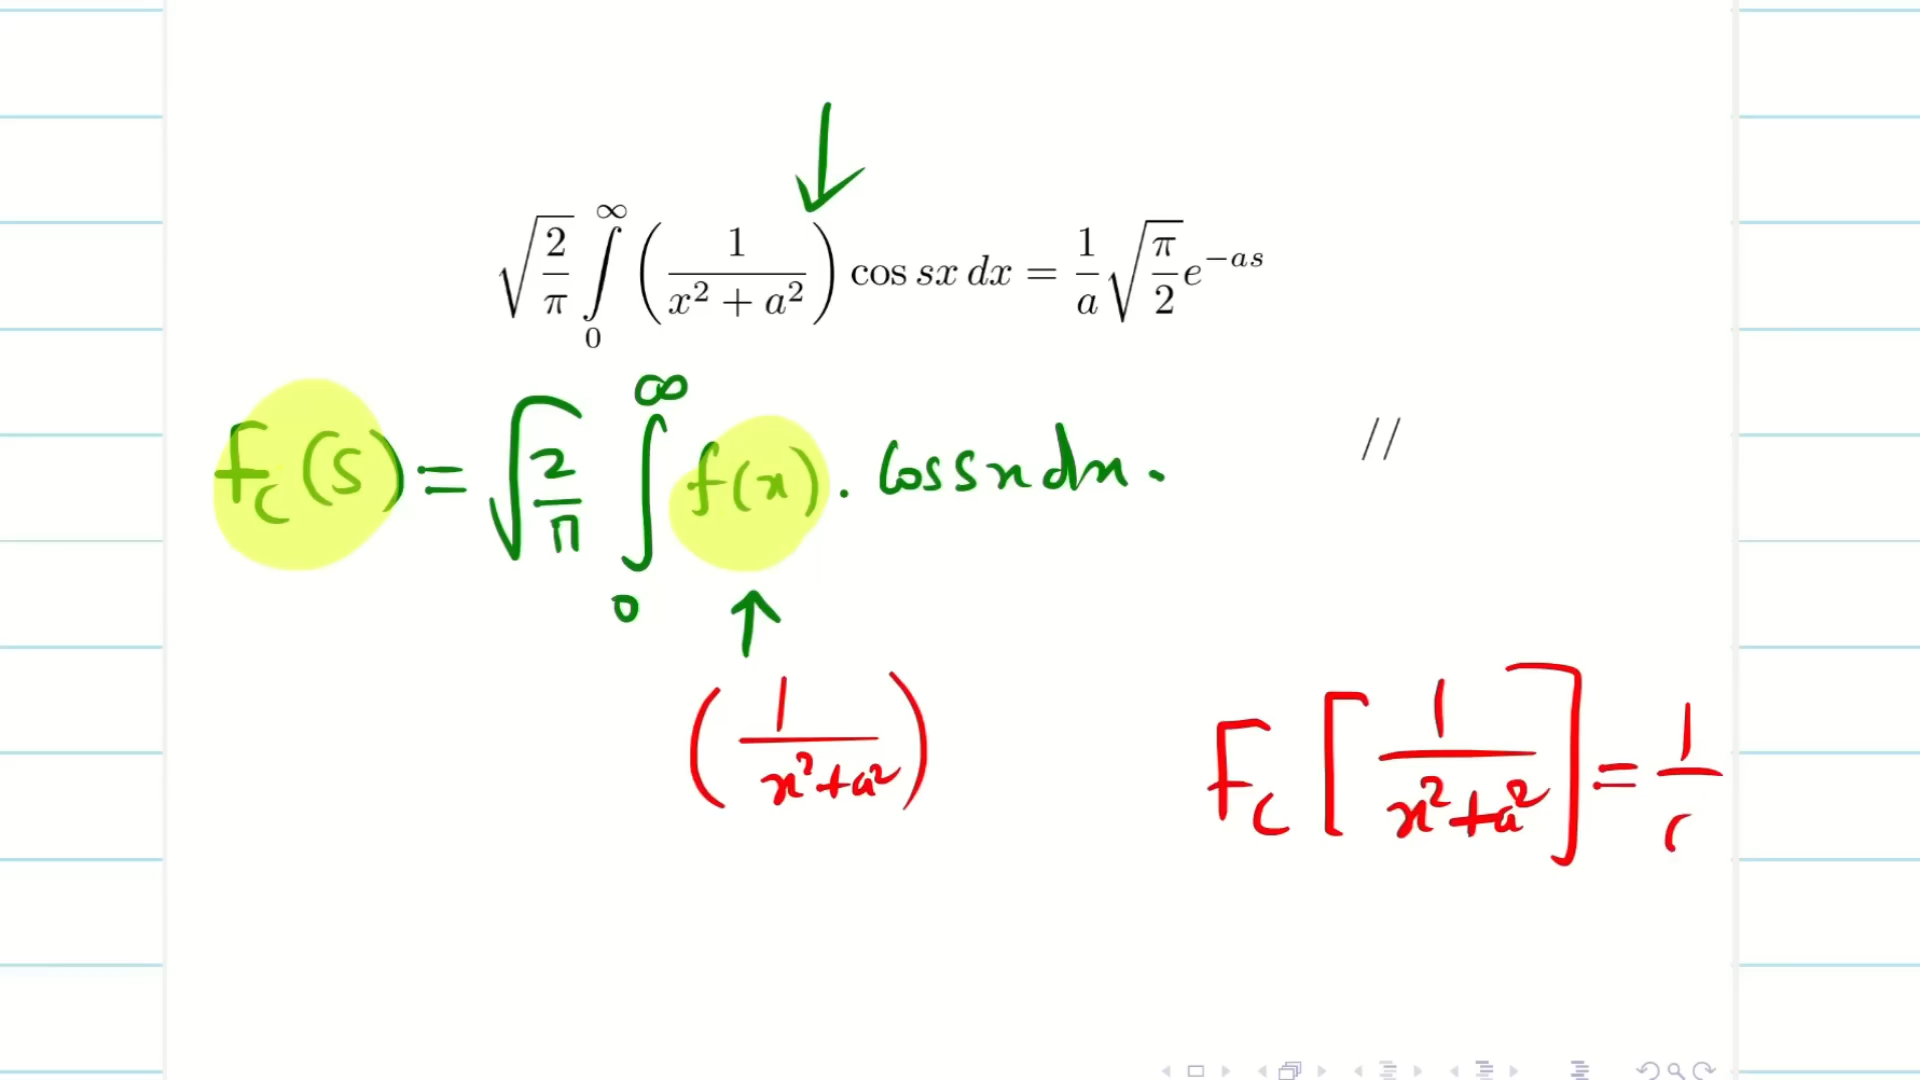 √(2/π) ∫₀^∞ (1/(x² + a²)) cos sx dx = (1/a) √(π/2) e^(−as)
F_c(s) = √(2/π) ∫₀^∞ f(x) . cos sx dx .
//
(1/(x²+a²))
F_c [1/(x²+a²)] = 1/